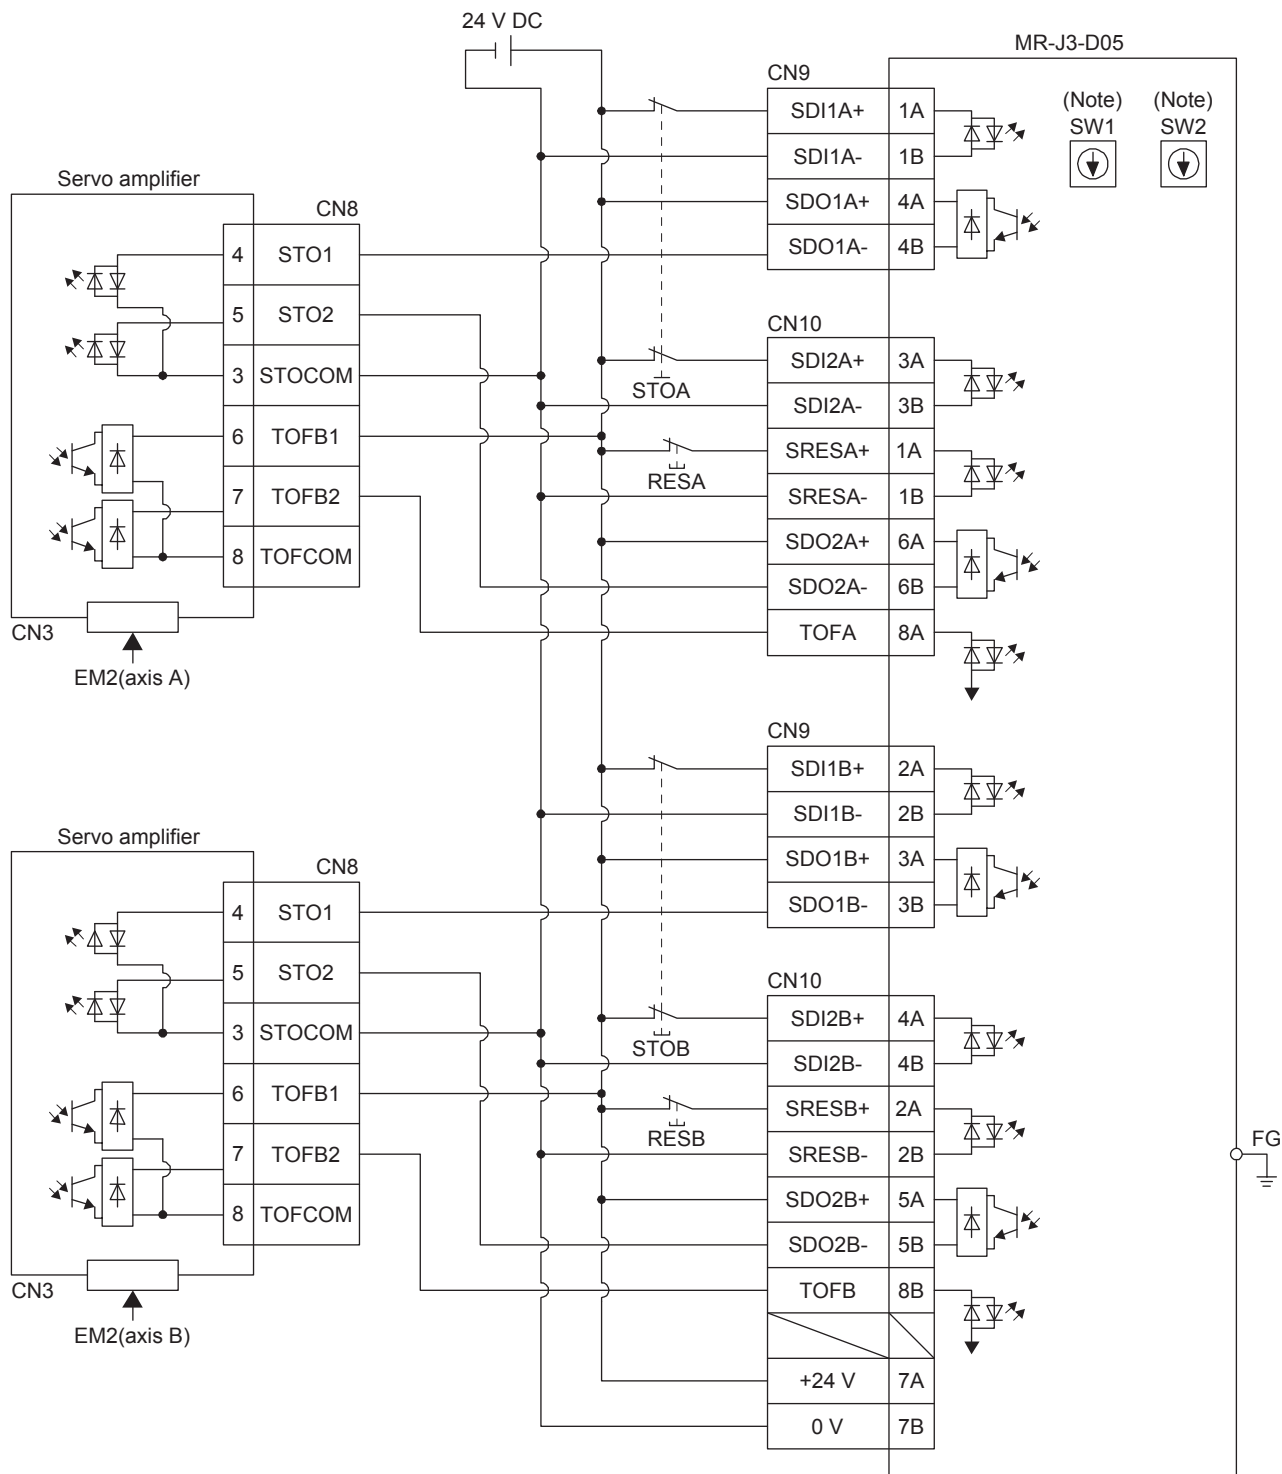 24 V DC
MR-J3-D05
CN9
SDI1A+ 1A
SDI1A- 1B
SDO1A+ 4A
SDO1A- 4B
(Note) (Note)
SW1 SW2
Servo amplifier
CN8
4 STO1
5 STO2
3 STOCOM
6 TOFB1
7 TOFB2
8 TOFCOM
CN3
EM2(axis A)
STOA
RESA
CN10
SDI2A+ 3A
SDI2A- 3B
SRESA+ 1A
SRESA- 1B
SDO2A+ 6A
SDO2A- 6B
TOFA 8A
CN9
SDI1B+ 2A
SDI1B- 2B
SDO1B+ 3A
SDO1B- 3B
Servo amplifier
CN8
4 STO1
5 STO2
3 STOCOM
6 TOFB1
7 TOFB2
8 TOFCOM
CN3
EM2(axis B)
STOB
RESB
CN10
SDI2B+ 4A
SDI2B- 4B
SRESB+ 2A
SRESB- 2B
SDO2B+ 5A
SDO2B- 5B
TOFB 8B
+24 V 7A
0 V 7B
FG